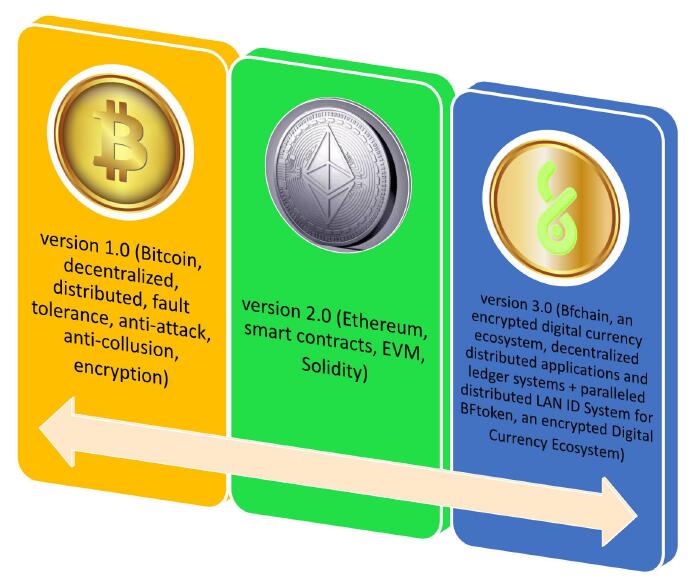 version 1.0 (Bitcoin,
decentralized,
distributed, fault
tolerance, anti-attack,
anti-collusion,
encryption)
version 2.0 (Ethereum,
smart contracts, EVM,
Solidity)
version 3.0 (Bfchain, an
encrypted digital currency
ecosystem, decentralized
distributed applications and
ledger systems + paralleled
distributed LAN ID System for
BFtoken, an encrypted Digital
Currency Ecosystem)